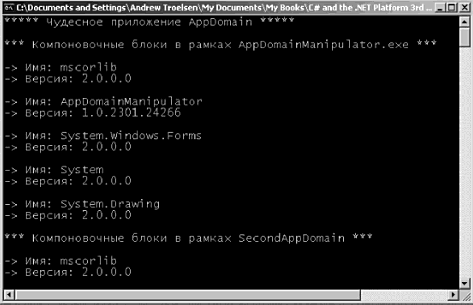 C:\Documents and Settings\Andrew Troelsen\My Documents\My Books\C# and the .NET Platform 3rd ...
***** Чудесное приложение AppDomain *****
*** Компоновочные блоки в рамках AppDomainManipulator.exe ***
-> Имя: mscorlib
-> Версия: 2.0.0.0
-> Имя: AppDomainManipulator
-> Версия: 1.0.2301.24266
-> Имя: System.Windows.Forms
-> Версия: 2.0.0.0
-> Имя: System
-> Версия: 2.0.0.0
-> Имя: System.Drawing
-> Версия: 2.0.0.0
*** Компоновочные блоки в рамках SecondAppDomain ***
-> Имя: mscorlib
-> Версия: 2.0.0.0